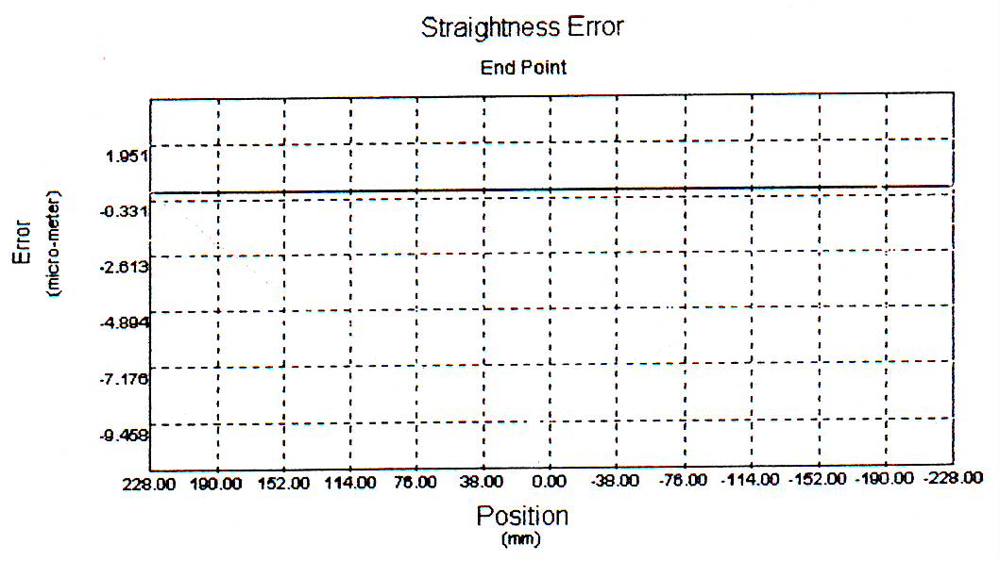 Straightness Error
End Point
1.951
-0.331
-2.613
-4.894
-7.176
-9.458
Error
(micro-meter)
228.00 190.00 152.00 114.00 76.00 38.00 0.00 -38.00 -76.00 -114.00 -152.00 -190.00 -228.00
Position
(mm)